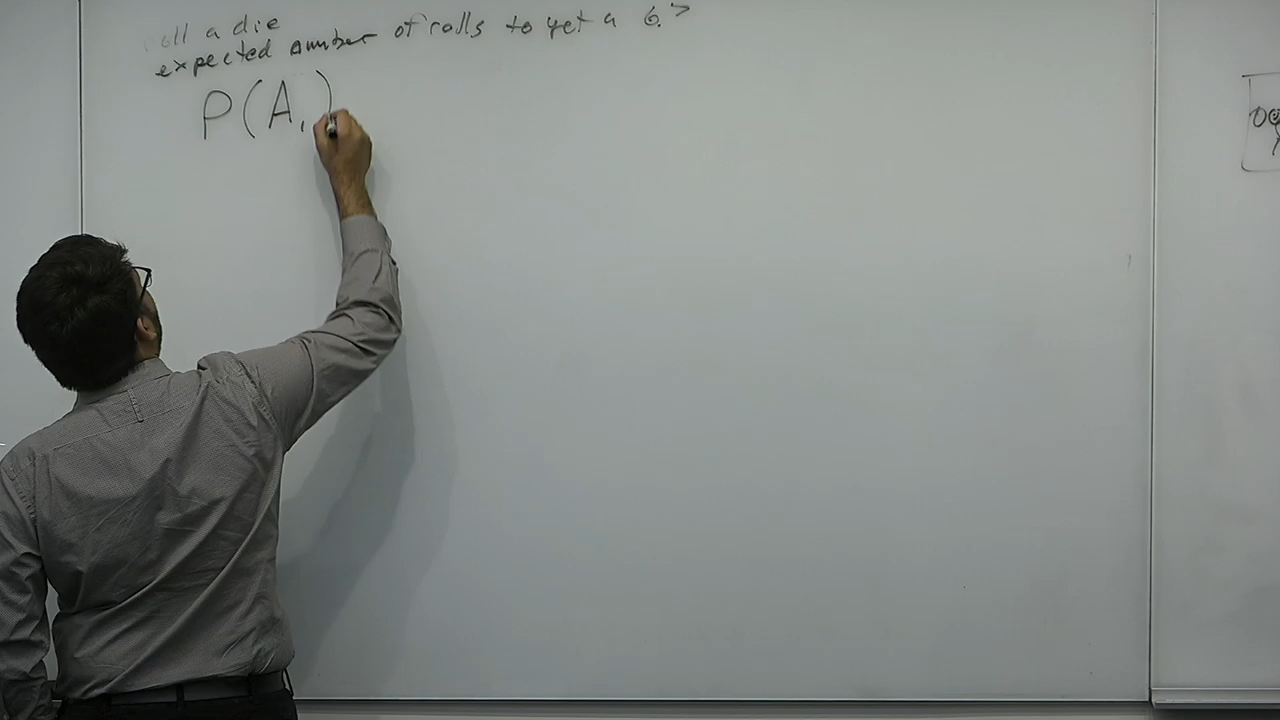 roll a die
expected number of rolls to get a 6?
P(A,)